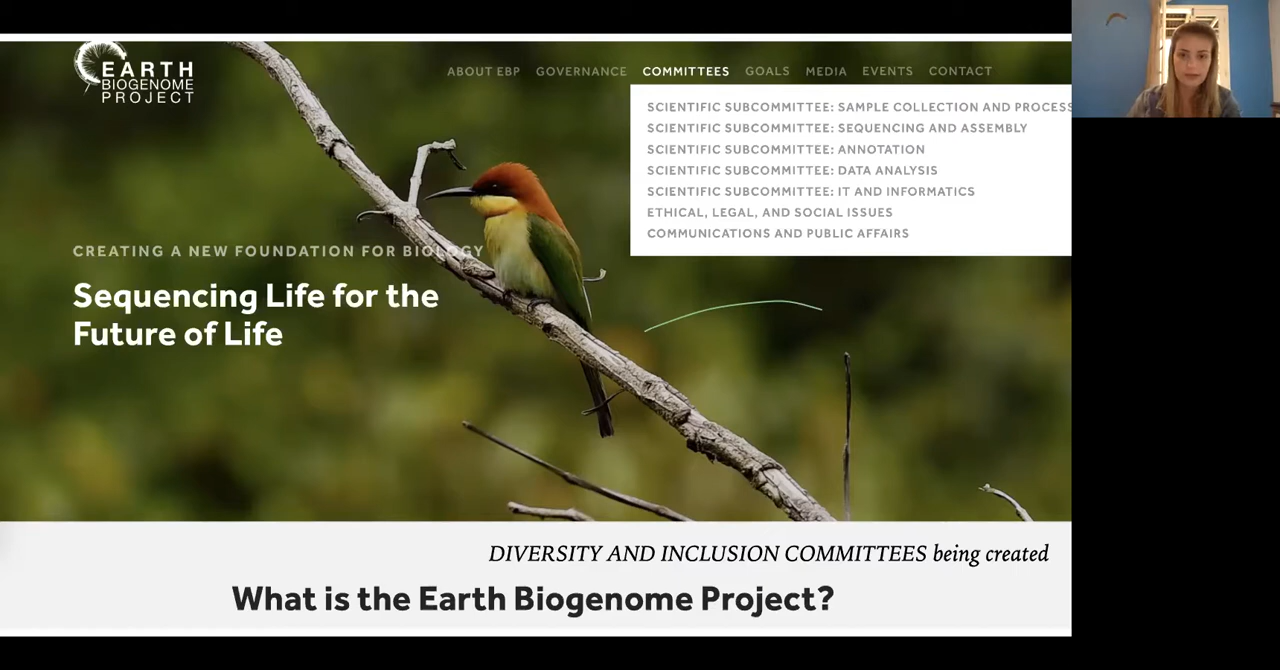 EARTH
BIOGENOME
PROJECT
ABOUT EBP GOVERNANCE COMMITTEES GOALS MEDIA EVENTS CONTACT
SCIENTIFIC SUBCOMMITTEE: SAMPLE COLLECTION AND PROCESS
SCIENTIFIC SUBCOMMITTEE: SEQUENCING AND ASSEMBLY
SCIENTIFIC SUBCOMMITTEE: ANNOTATION
SCIENTIFIC SUBCOMMITTEE: DATA ANALYSIS
SCIENTIFIC SUBCOMMITTEE: IT AND INFORMATICS
ETHICAL, LEGAL, AND SOCIAL ISSUES
COMMUNICATIONS AND PUBLIC AFFAIRS
CREATING A NEW FOUNDATION FOR BIOLOGY
Sequencing Life for the
Future of Life
DIVERSITY AND INCLUSION COMMITTEES being created
What is the Earth Biogenome Project?